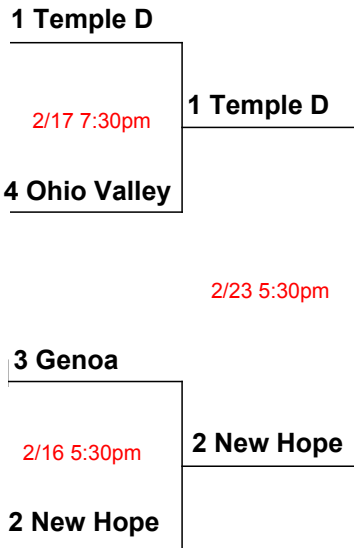 1 Temple D
2/17 7:30pm
1 Temple D
4 Ohio Valley
2/23 5:30pm
3 Genoa
2/16 5:30pm
2 New Hope
2 New Hope